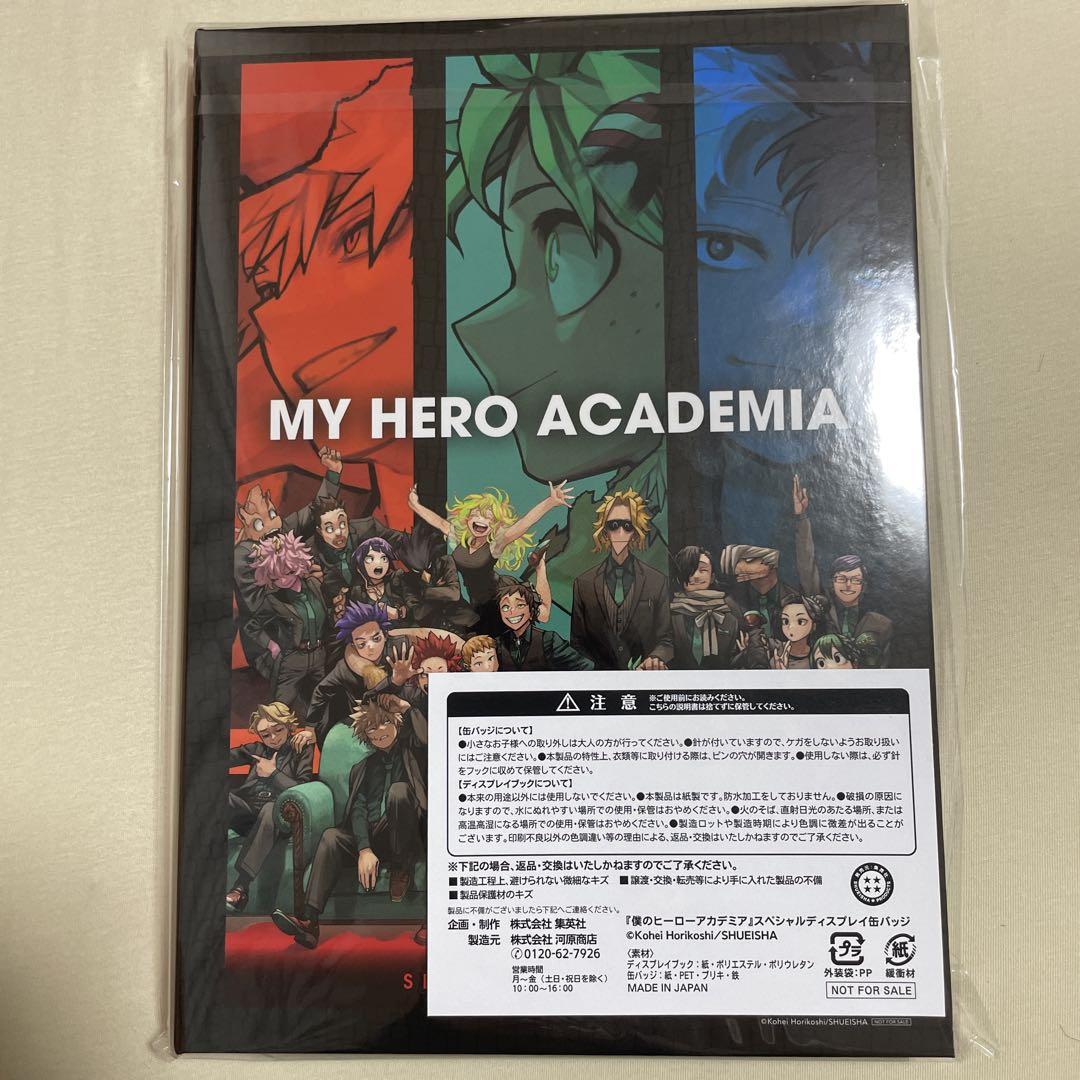 MY HERO ACADEMIA
注意
※ご使用前にお読みください。
こちらの説明書は捨てずに保管してください。
【缶バッジについて】
●小さなお子様への取り外しは大人の方が行ってください。●針が付いていますので、ケガをしないようお取り扱い
にはご注意ください。●本製品の特性上、衣類等に取り付ける際は、ピンの穴が開きます。●使用しない際は、必ず針
をフックに収めて保管してください。
【ディスプレイブックについて】
●本来の用途以外には使用しないでください。●本製品は紙製です。防水加工をしておりません。●破損の原因に
なりますので、水にぬれやすい場所での使用・保管はおやめください。●火のそば、直射日光のあたる場所、または
高温高湿になる場所での使用・保管はおやめください。●製造ロットや製造時期により色調に微差が出ることが
ございます。印刷不良以外の色調違い等の理由による、返品・交換はいたしかねますのでご了承ください。
※下記の場合、返品・交換はいたしかねますのでご了承ください。
■製造工程上、避けられない微細なキズ ■譲渡・交換・転売等により手に入れた製品の不備
■製品保護材のキズ
製品に不備がございましたら下記へご連絡ください。
企画・制作 株式会社 集英社
製造元 株式会社 河原商店
0120-62-7926
営業時間
月〜金(土日・祝日を除く)
10:00〜16:00
『僕のヒーローアカデミア』スペシャルディスプレイ缶バッジ
©Kohei Horikoshi/SHUEISHA
〈素材〉
ディスプレイブック:紙・ポリエステル・ポリウレタン
缶バッジ:紙・PET・ブリキ・鉄
MADE IN JAPAN
プラ
外装袋:PP
紙
緩衝材
NOT FOR SALE
©Kohei Horikoshi/SHUEISHA NOT FOR SALE